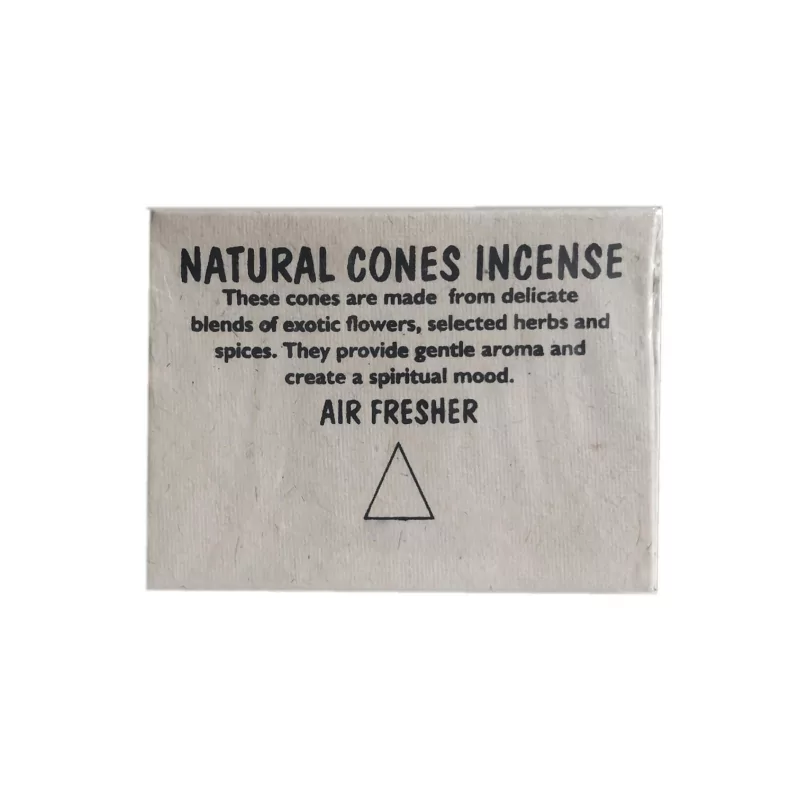 NATURAL CONES INCENSE
These cones are made from delicate
blends of exotic flowers, selected herbs and
spices. They provide gentle aroma and
create a spiritual mood.
AIR FRESHER